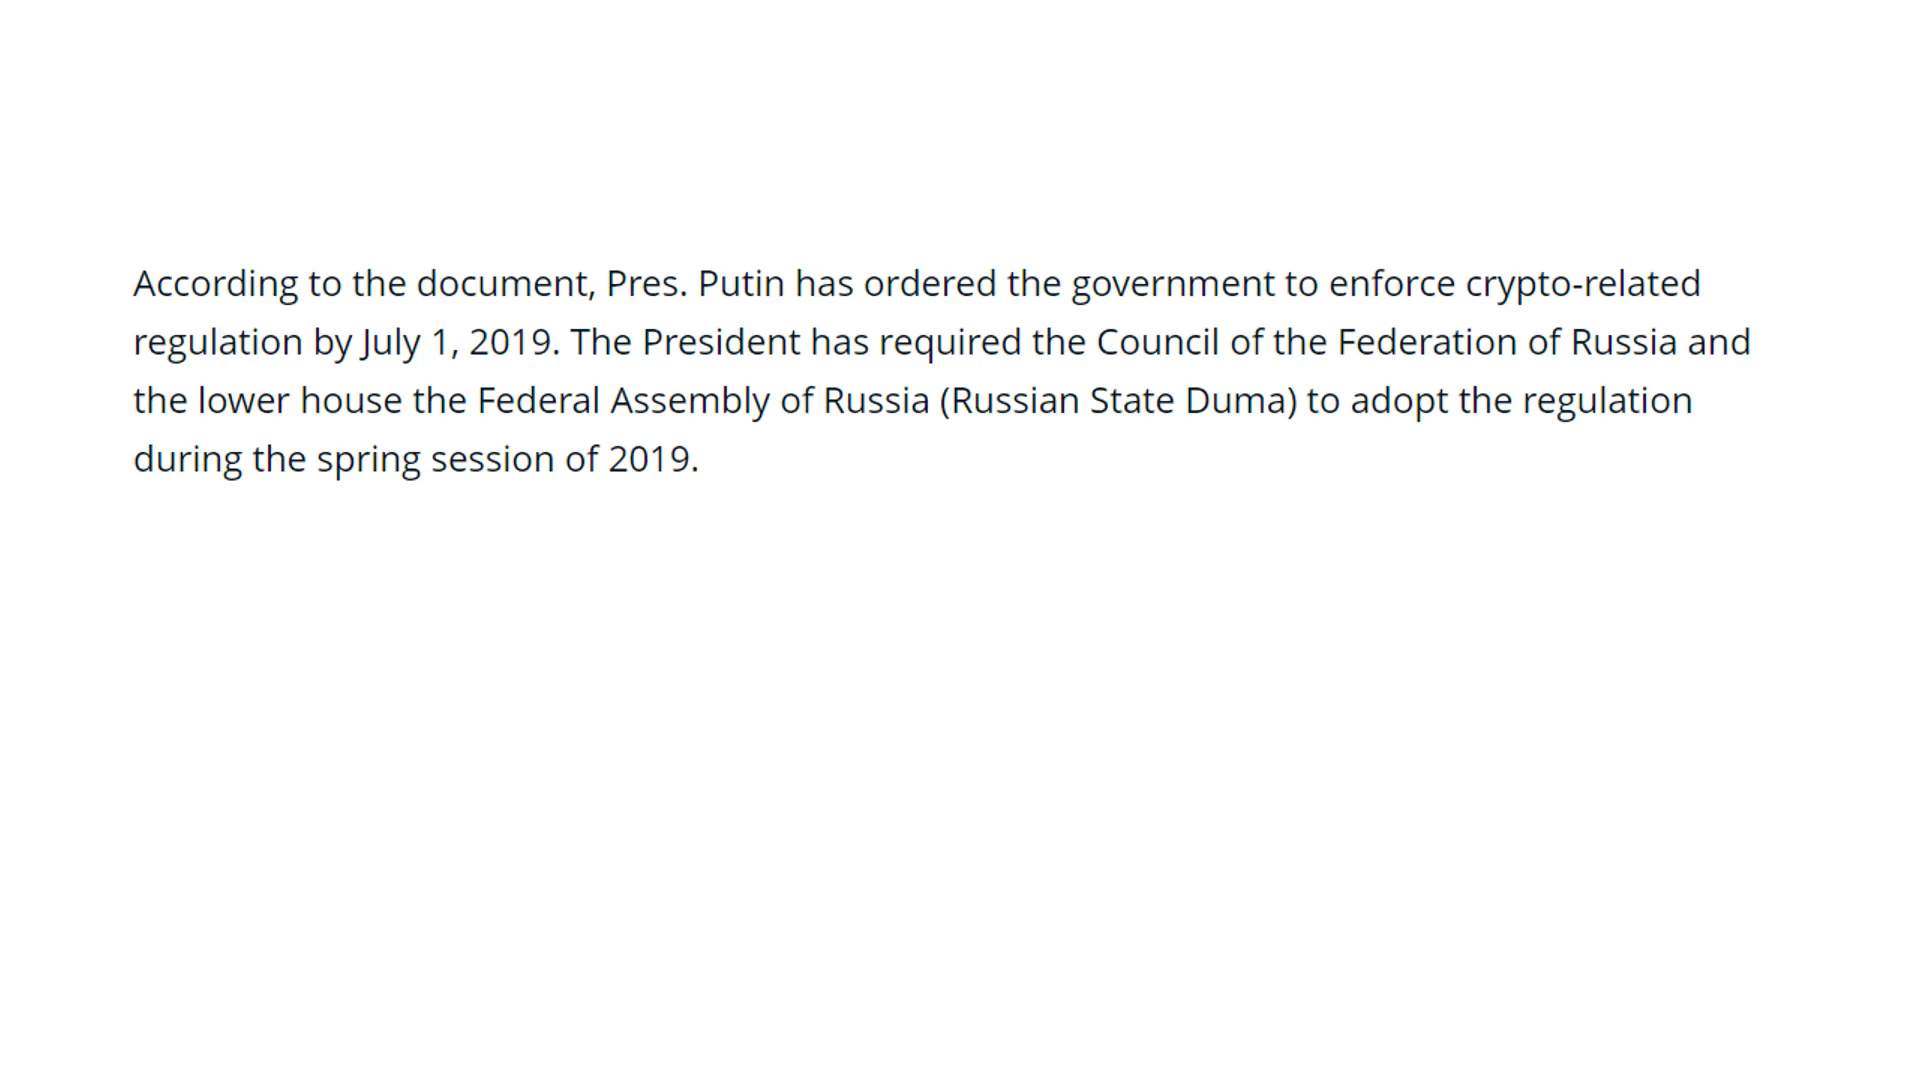 According to the document, Pres. Putin has ordered the government to enforce crypto-related
regulation by July 1, 2019. The President has required the Council of the Federation of Russia and
the lower house the Federal Assembly of Russia (Russian State Duma) to adopt the regulation
during the spring session of 2019.